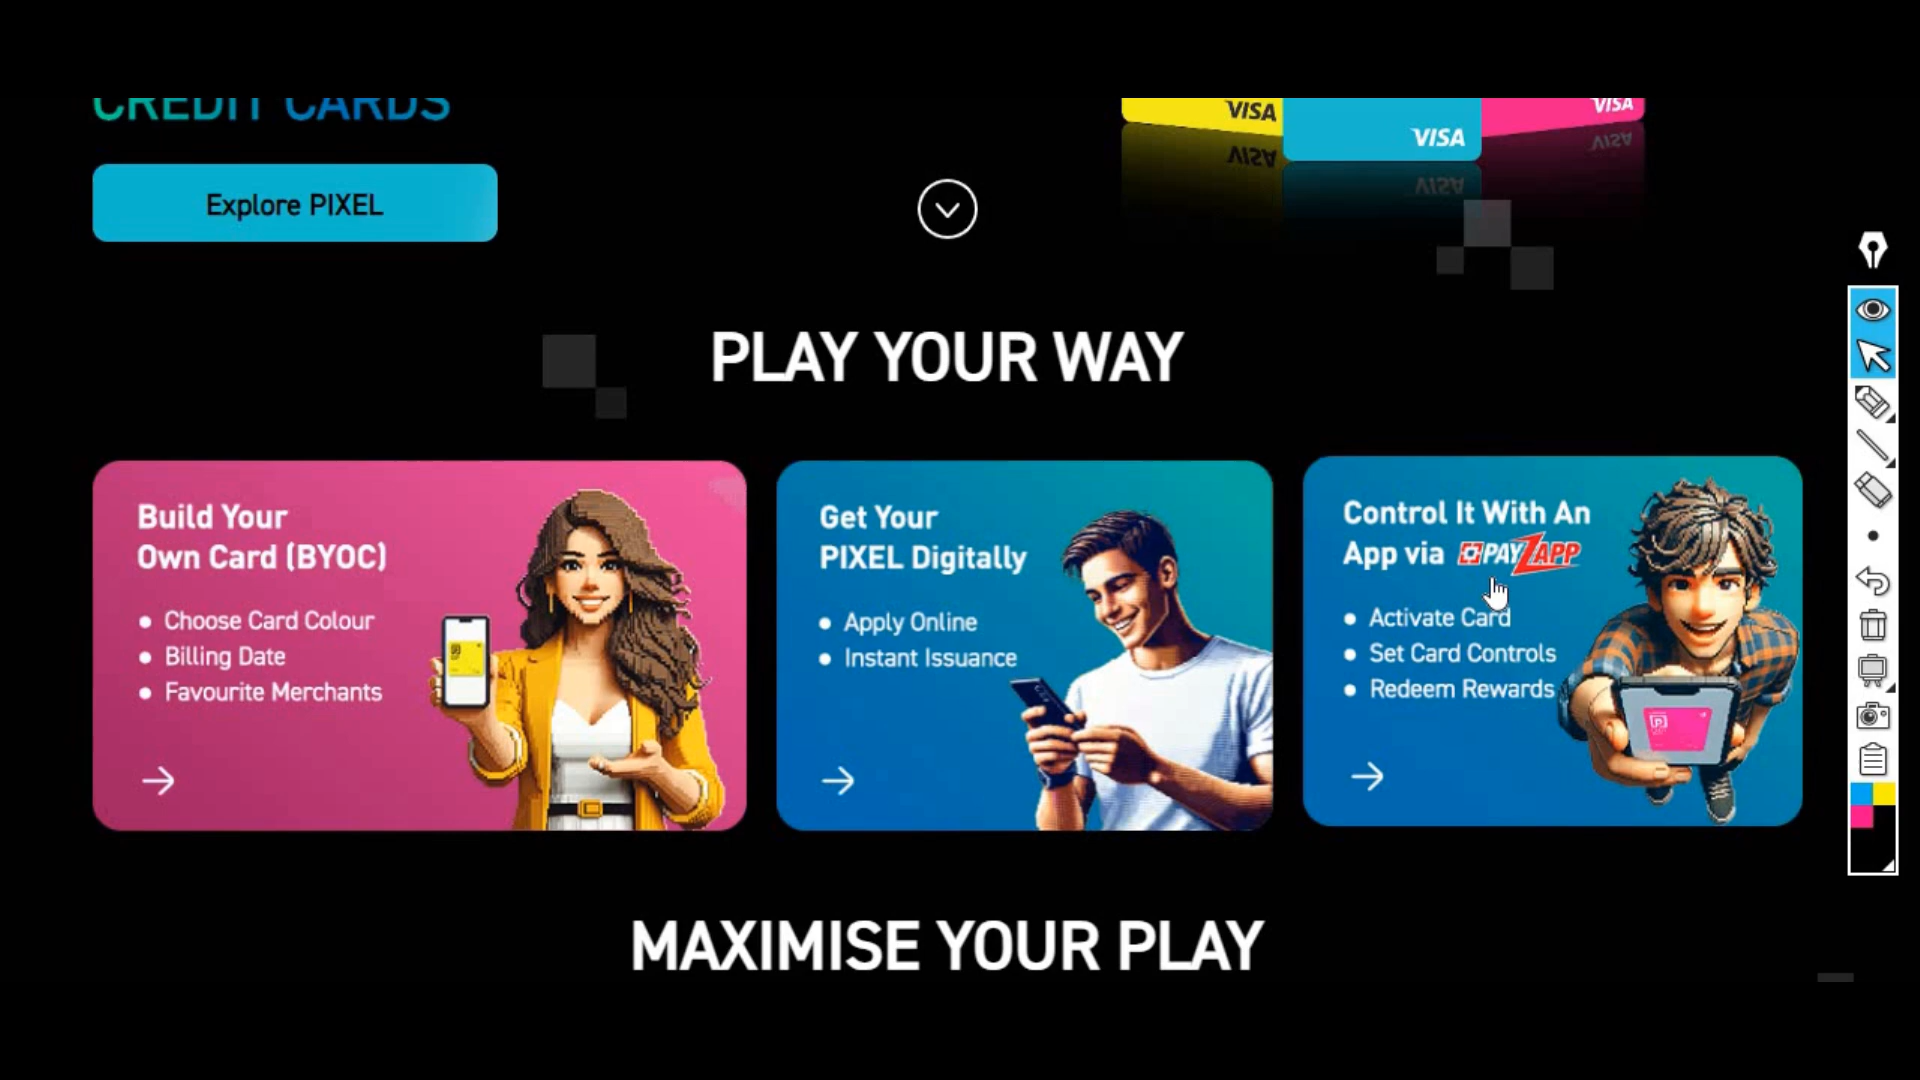 CREDIT CARDS
VISA
VISA
VISA
Explore PIXEL
PLAY YOUR WAY
Build Your
Own Card (BYOC)
Choose Card Colour
Billing Date
Favourite Merchants
Get Your
PIXEL Digitally
Apply Online
Instant Issuance
Control It With An
App via PAYZAPP
Activate Card
Set Card Controls
Redeem Rewards
MAXIMISE YOUR PLAY